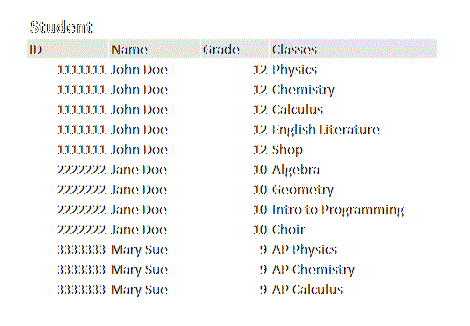 Student
ID Name Grade Classes
1111111 John Doe 12 Physics
1111111 John Doe 12 Chemistry
1111111 John Doe 12 Calculus
1111111 John Doe 12 English Literature
1111111 John Doe 12 Shop
2222222 Jane Doe 10 Algebra
2222222 Jane Doe 10 Geometry
2222222 Jane Doe 10 Intro to Programming
2222222 Jane Doe 10 Choir
3333333 Mary Sue 9 AP Physics
3333333 Mary Sue 9 AP Chemistry
3333333 Mary Sue 9 AP Calculus